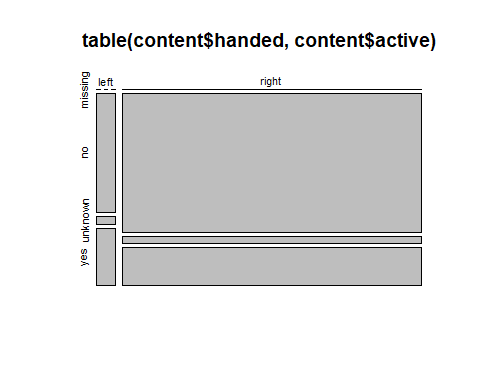 table(content$handed, content$active)
left
right
missing
no
unknown
yes